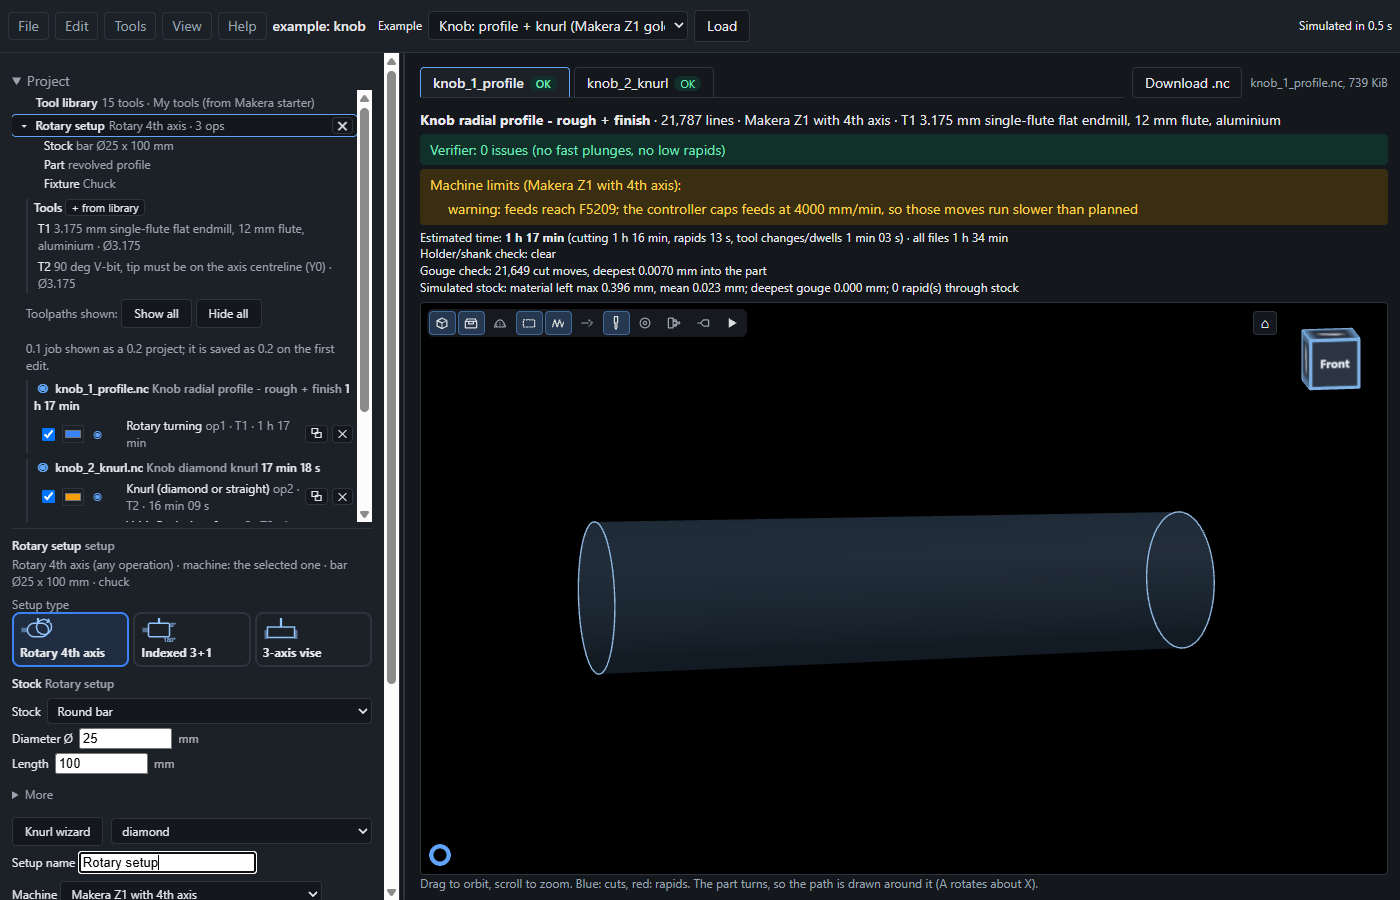 File Edit Tools View Help example: knob Example Knob: profile + knurl (Makera Z1 gol Load Simulated in 0.5 s
Project
Tool library 15 tools · My tools (from Makera starter)
Rotary setup Rotary 4th axis · 3 ops
Stock bar Ø25 x 100 mm
Part revolved profile
Fixture Chuck
Tools + from library
T1 3.175 mm single-flute flat endmill, 12 mm flute,
aluminium · Ø3.175
T2 90 deg V-bit, tip must be on the axis centreline (Y0) ·
Ø3.175
Toolpaths shown: Show all Hide all
0.1 job shown as a 0.2 project; it is saved as 0.2 on the first
edit.
knob_1_profile.nc Knob radial profile - rough + finish 1
h 17 min
Rotary turning op1 · T1 · 1 h 17
min
knob_2_knurl.nc Knob diamond knurl 17 min 18 s
Knurl (diamond or straight) op2 ·
T2 · 16 min 09 s
Rotary setup setup
Rotary 4th axis (any operation) · machine: the selected one · bar
Ø25 x 100 mm · chuck
Setup type
Rotary 4th axis Indexed 3+1 3-axis vise
Stock Rotary setup
Stock Round bar
Diameter Ø 25 mm
Length 100 mm
More
Knurl wizard diamond
Setup name Rotary setup
Machine Makera Z1 with 4th axis
knob_1_profile OK knob_2_knurl OK Download .nc knob_1_profile.nc, 739 KiB
Knob radial profile - rough + finish · 21,787 lines · Makera Z1 with 4th axis · T1 3.175 mm single-flute flat endmill, 12 mm flute, aluminium
Verifier: 0 issues (no fast plunges, no low rapids)
Machine limits (Makera Z1 with 4th axis):
warning: feeds reach F5209; the controller caps feeds at 4000 mm/min, so those moves run slower than planned
Estimated time: 1 h 17 min (cutting 1 h 16 min, rapids 13 s, tool changes/dwells 1 min 03 s) · all files 1 h 34 min
Holder/shank check: clear
Gouge check: 21,649 cut moves, deepest 0.0070 mm into the part
Simulated stock: material left max 0.396 mm, mean 0.023 mm; deepest gouge 0.000 mm; 0 rapid(s) through stock
Front
Drag to orbit, scroll to zoom. Blue: cuts, red: rapids. The part turns, so the path is drawn around it (A rotates about X).